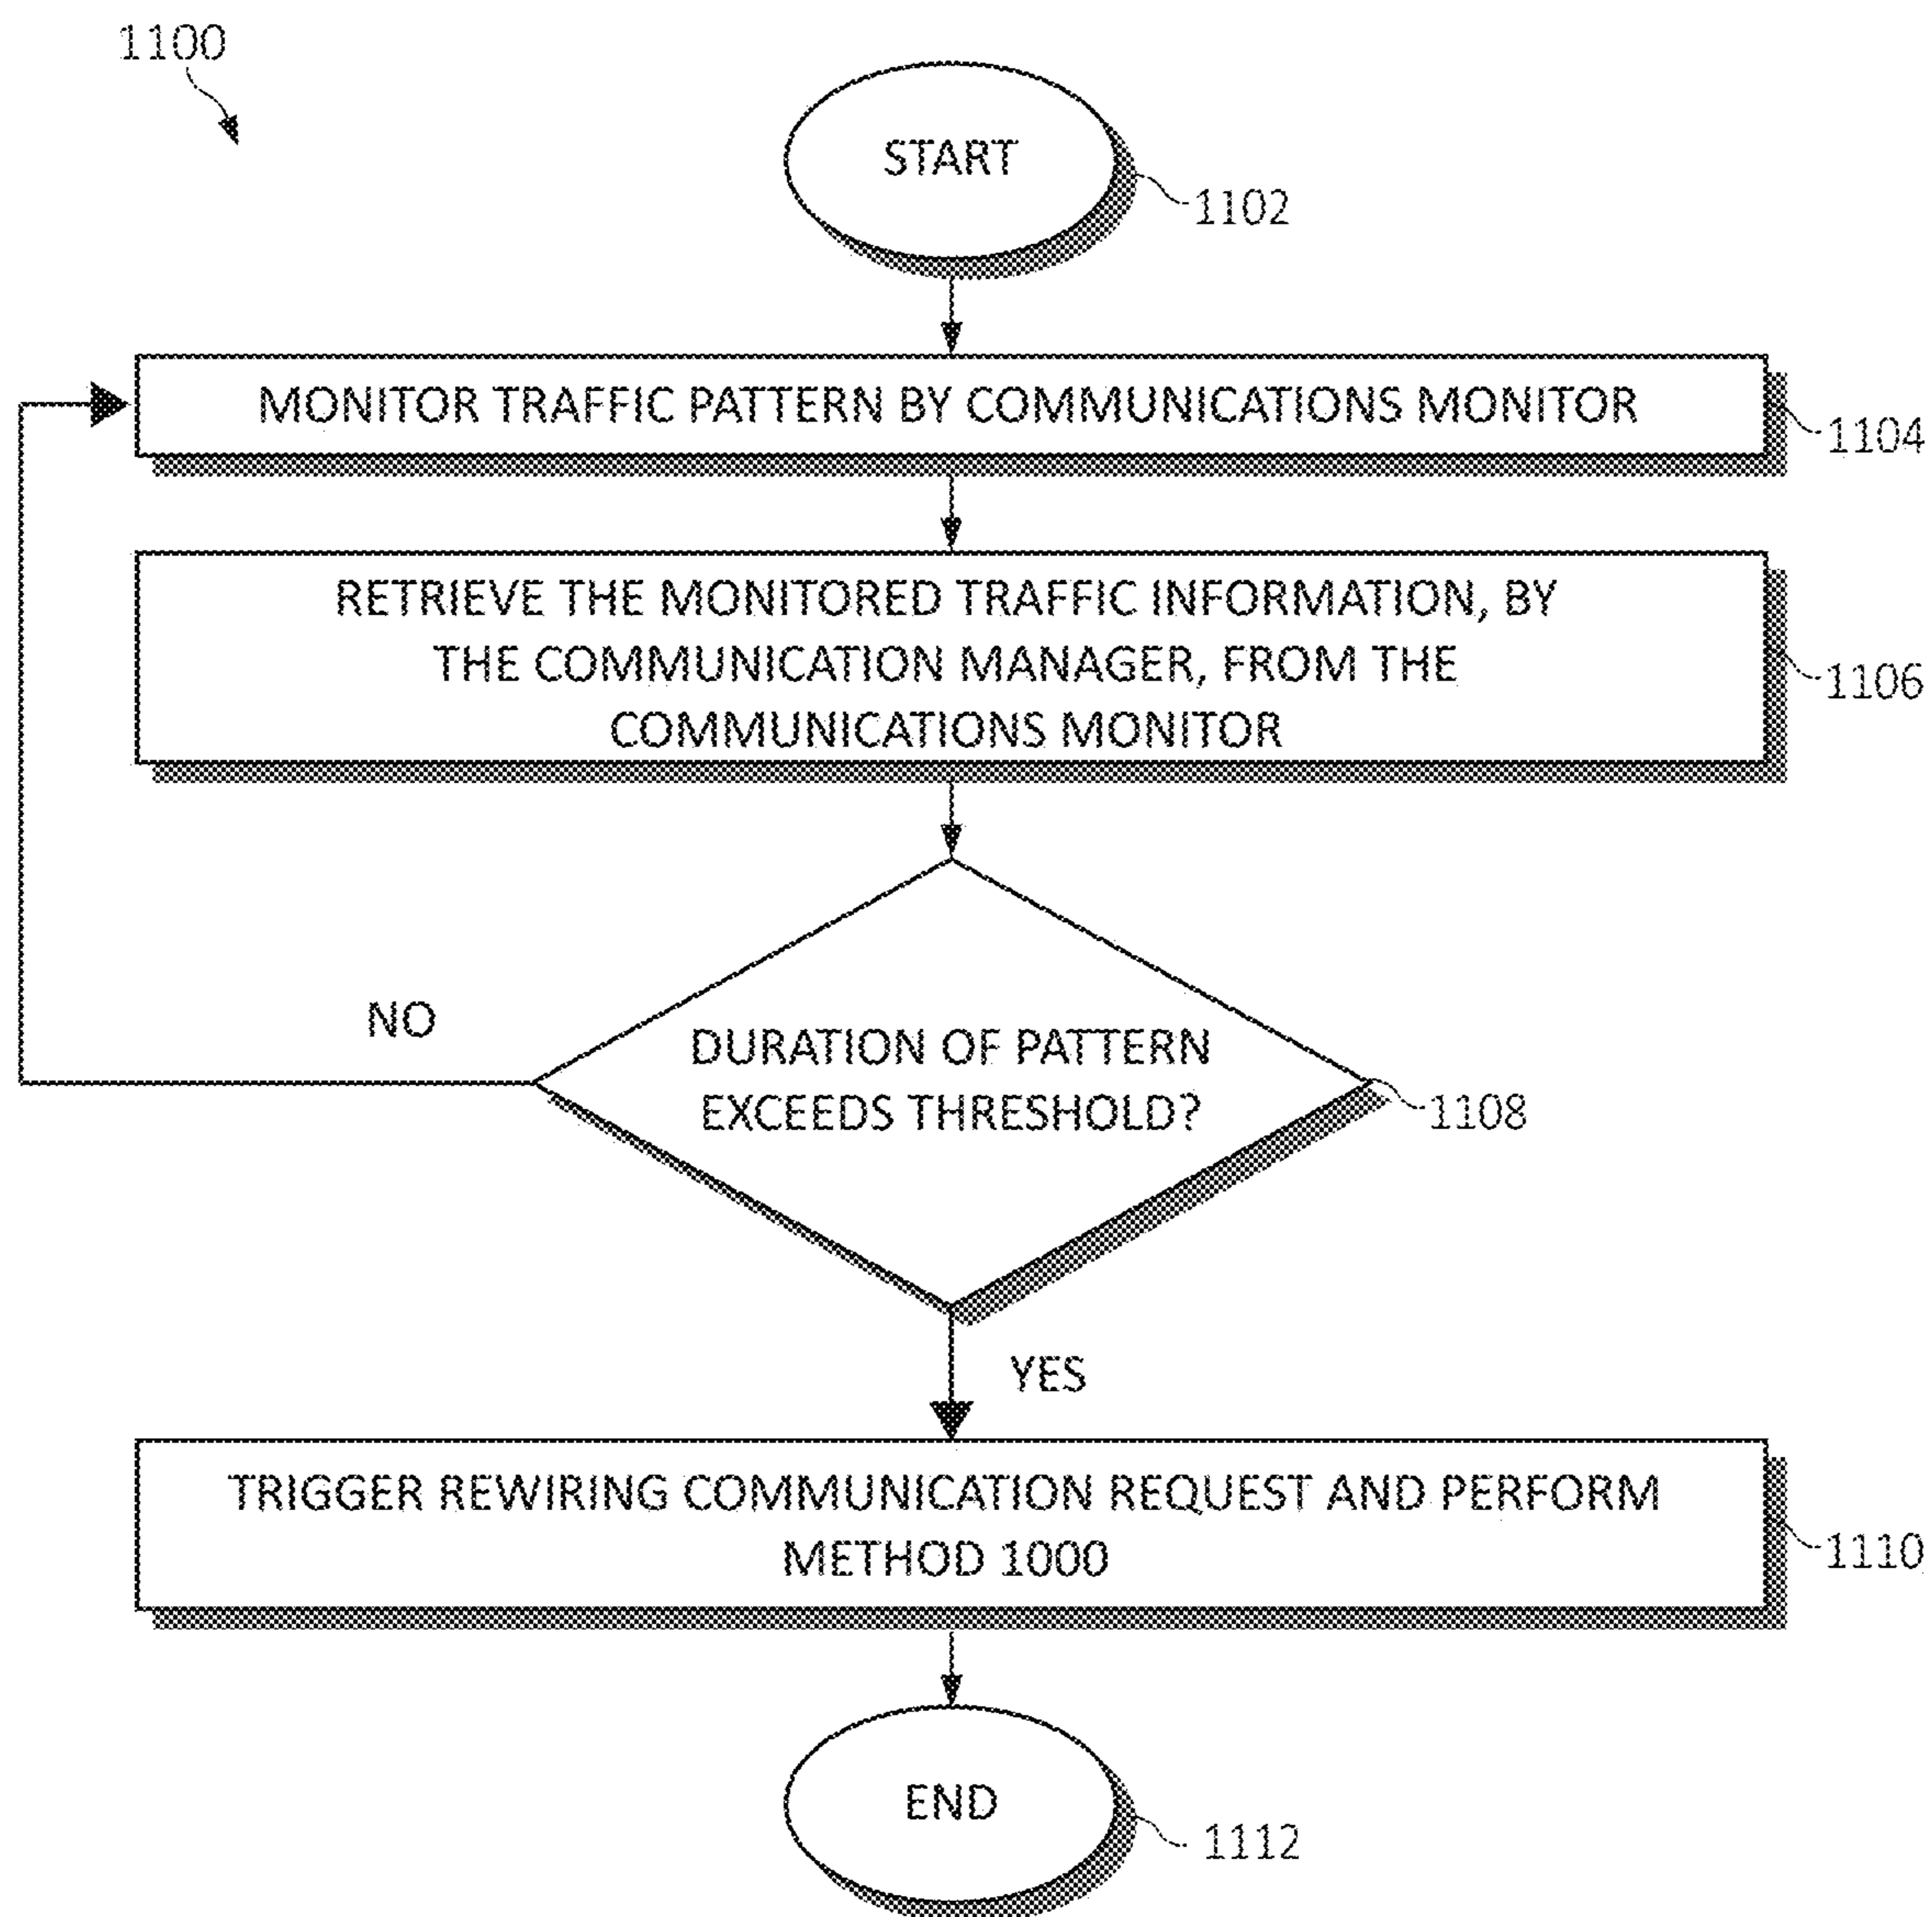 1100
START
1102
MONITOR TRAFFIC PATTERN BY COMMUNICATIONS MONITOR
1104
RETRIEVE THE MONITORED TRAFFIC INFORMATION, BY
THE COMMUNICATION MANAGER, FROM THE
COMMUNICATIONS MONITOR
1106
NO
DURATION OF PATTERN
EXCEEDS THRESHOLD?
1108
YES
TRIGGER REWIRING COMMUNICATION REQUEST AND PERFORM
METHOD 1000
1110
END
1112